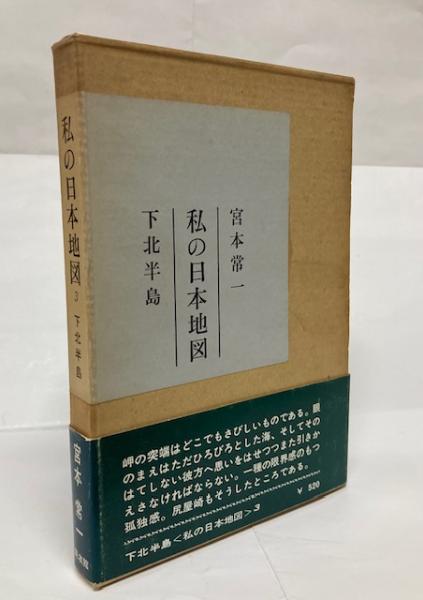 私の日本地図 3 下北半島
宮本常一
宮本常一
私の日本地図
下北半島
岬の突端はどこでもさびしいものである。眼
のまえはただひろびろとした海、そしてその
はてしない彼方へ思いをはせつつまた引きか
えさなければならない。一種の限界感のもつ
孤独感。尻屋崎もそうしたところである。
¥ 520
下北半島<私の日本地図>3